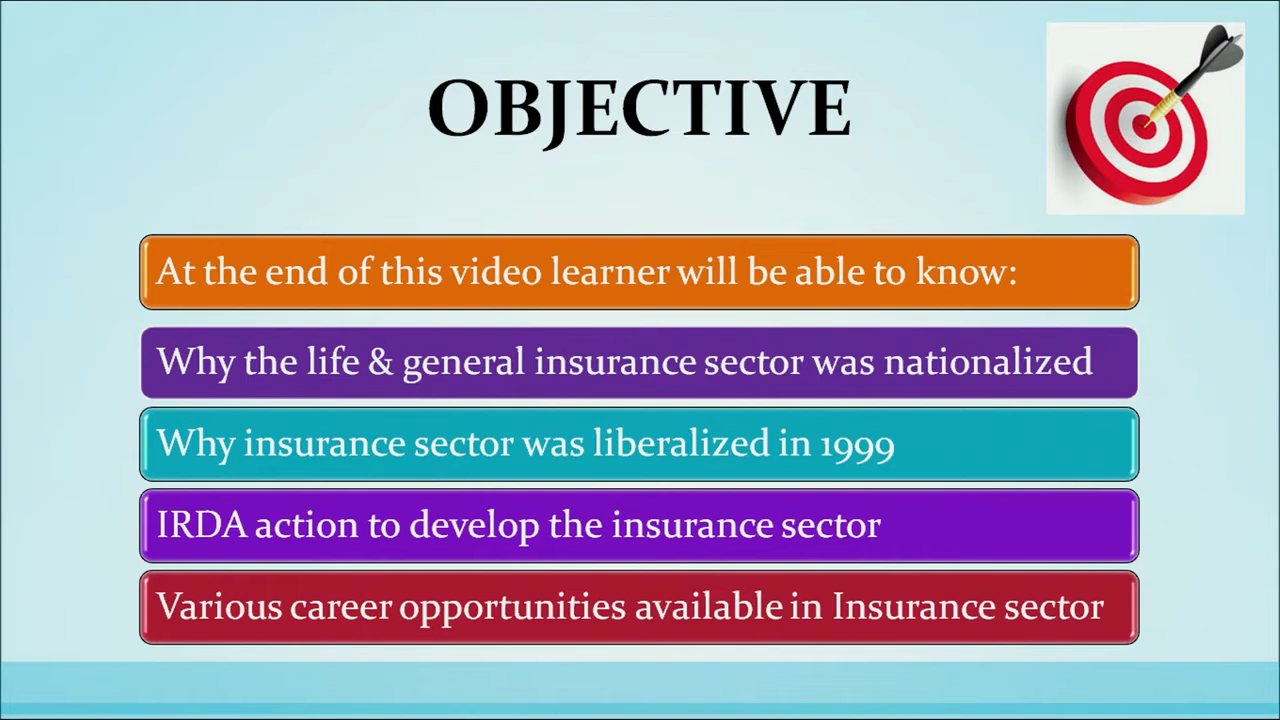 OBJECTIVE
At the end of this video learner will be able to know:
Why the life & general insurance sector was nationalized
Why insurance sector was liberalized in 1999
IRDA action to develop the insurance sector
Various career opportunities available in Insurance sector